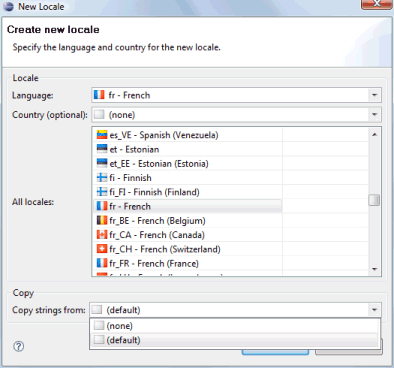 New Locale
Create new locale
Specify the language and country for the new locale.
Locale
Language:
fr - French
Country (optional):
(none)
All locales:
es_VE - Spanish (Venezuela)
et - Estonian
et_EE - Estonian (Estonia)
fi - Finnish
fi_FI - Finnish (Finland)
fr - French
fr_BE - French (Belgium)
fr_CA - French (Canada)
fr_CH - French (Switzerland)
fr_FR - French (France)
Copy
Copy strings from:
(default)
(none)
(default)
?